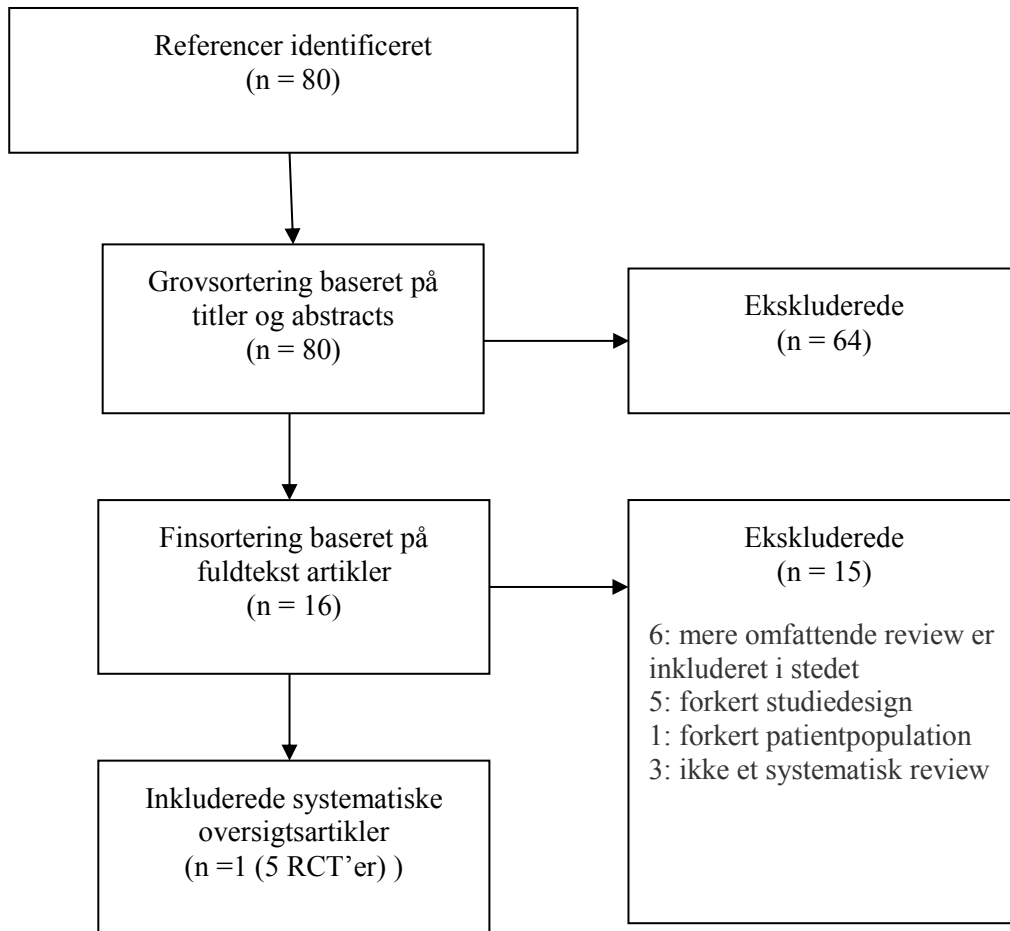 Referencer identificeret
(n = 80)
Grovsortering baseret på
titler og abstracts
(n = 80)
Ekskluderede
(n = 64)
Finsortering baseret på
fuldtekst artikler
(n = 16)
Ekskluderede
(n = 15)
6: mere omfattende review er
inkluderet i stedet
5: forkert studiedesign
1: forkert patientpopulation
3: ikke et systematisk review
Inkluderede systematiske
oversigtsartikler
(n =1 (5 RCT’er) )